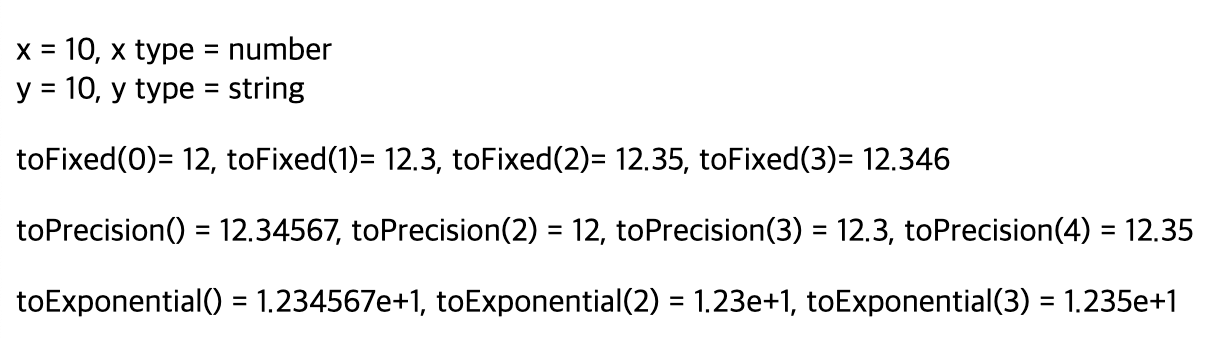 x = 10, x type = number
y = 10, y type = string
toFixed(0)= 12, toFixed(1)= 12.3, toFixed(2)= 12.35, toFixed(3)= 12.346
toPrecision() = 12.34567, toPrecision(2) = 12, toPrecision(3) = 12.3, toPrecision(4) = 12.35
toExponential() = 1.234567e+1, toExponential(2) = 1.23e+1, toExponential(3) = 1.235e+1